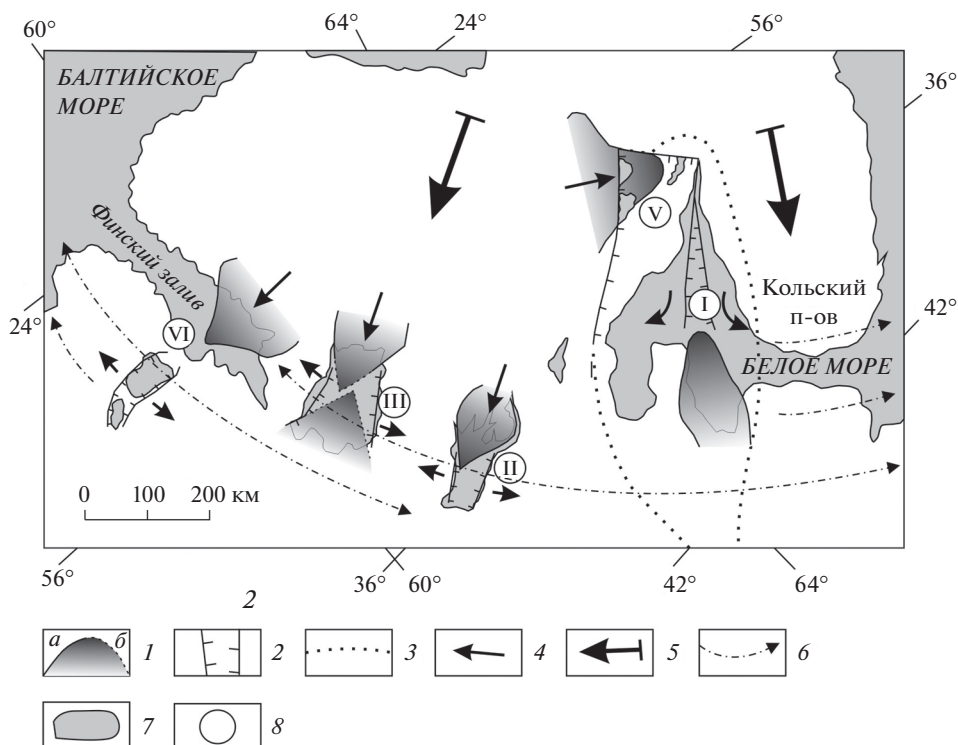 60° 64° 24° 56°
БАЛТИЙСКОЕ
МОРЕ
36°
Финский залив
V
Кольский
п-ов
I
24°
42°
VI
БЕЛОЕ МОРЕ
III
II
0 100 200 км
56° 36° 60° 42° 64°
2
а б 1 2 3 4 5 6
7 8